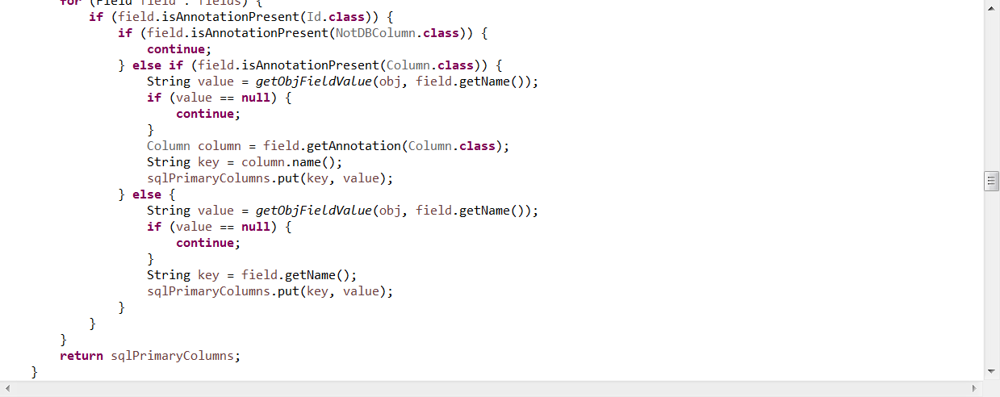 for (Field field : fields) {
if (field.isAnnotationPresent(Id.class)) {
if (field.isAnnotationPresent(NotDBColumn.class)) {
continue;
} else if (field.isAnnotationPresent(Column.class)) {
String value = getObjFieldValue(obj, field.getName());
if (value == null) {
continue;
}
Column column = field.getAnnotation(Column.class);
String key = column.name();
sqlPrimaryColumns.put(key, value);
} else {
String value = getObjFieldValue(obj, field.getName());
if (value == null) {
continue;
}
String key = field.getName();
sqlPrimaryColumns.put(key, value);
}
}
}
return sqlPrimaryColumns;
}